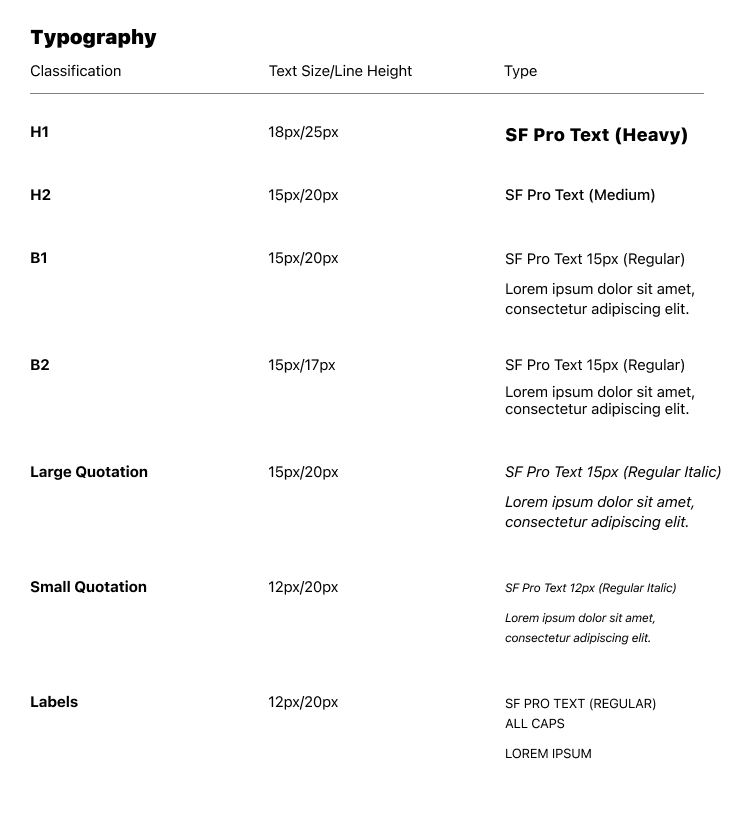 Typography
Classification Text Size/Line Height Type
H1 18px/25px SF Pro Text (Heavy)
H2 15px/20px SF Pro Text (Medium)
B1 15px/20px SF Pro Text 15px (Regular)
Lorem ipsum dolor sit amet,
consectetur adipiscing elit.
B2 15px/17px SF Pro Text 15px (Regular)
Lorem ipsum dolor sit amet,
consectetur adipiscing elit.
Large Quotation 15px/20px SF Pro Text 15px (Regular Italic)
Lorem ipsum dolor sit amet,
consectetur adipiscing elit.
Small Quotation 12px/20px SF Pro Text 12px (Regular Italic)
Lorem ipsum dolor sit amet,
consectetur adipiscing elit.
Labels 12px/20px SF PRO TEXT (REGULAR)
ALL CAPS
LOREM IPSUM